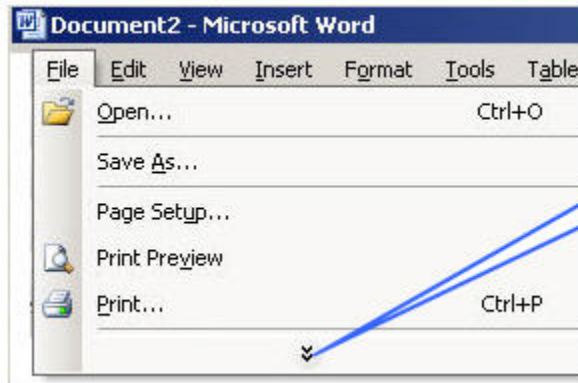 Document2 - Microsoft Word
File Edit View Insert Format Tools Table
Open... Ctrl+O
Save As...
Page Setup...
Print Preview
Print... Ctrl+P